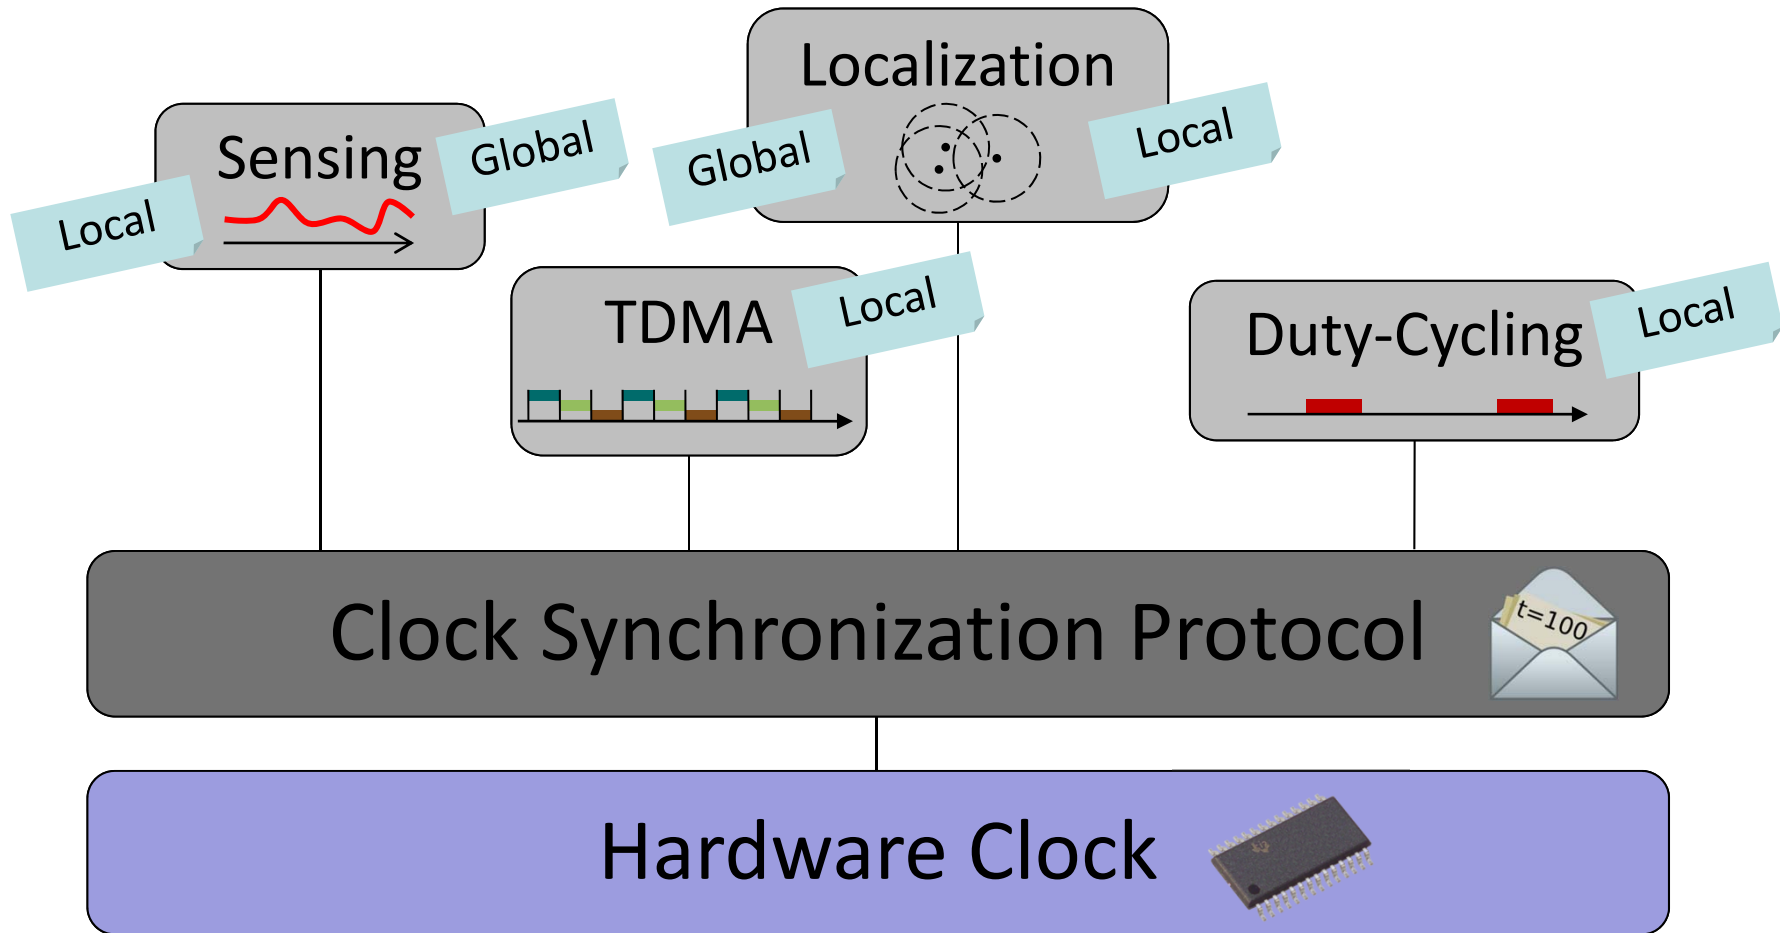 Localization
Global
Local
Sensing
Global
Local
TDMA
Local
Duty-Cycling
Local
Clock Synchronization Protocol
t=100
Hardware Clock